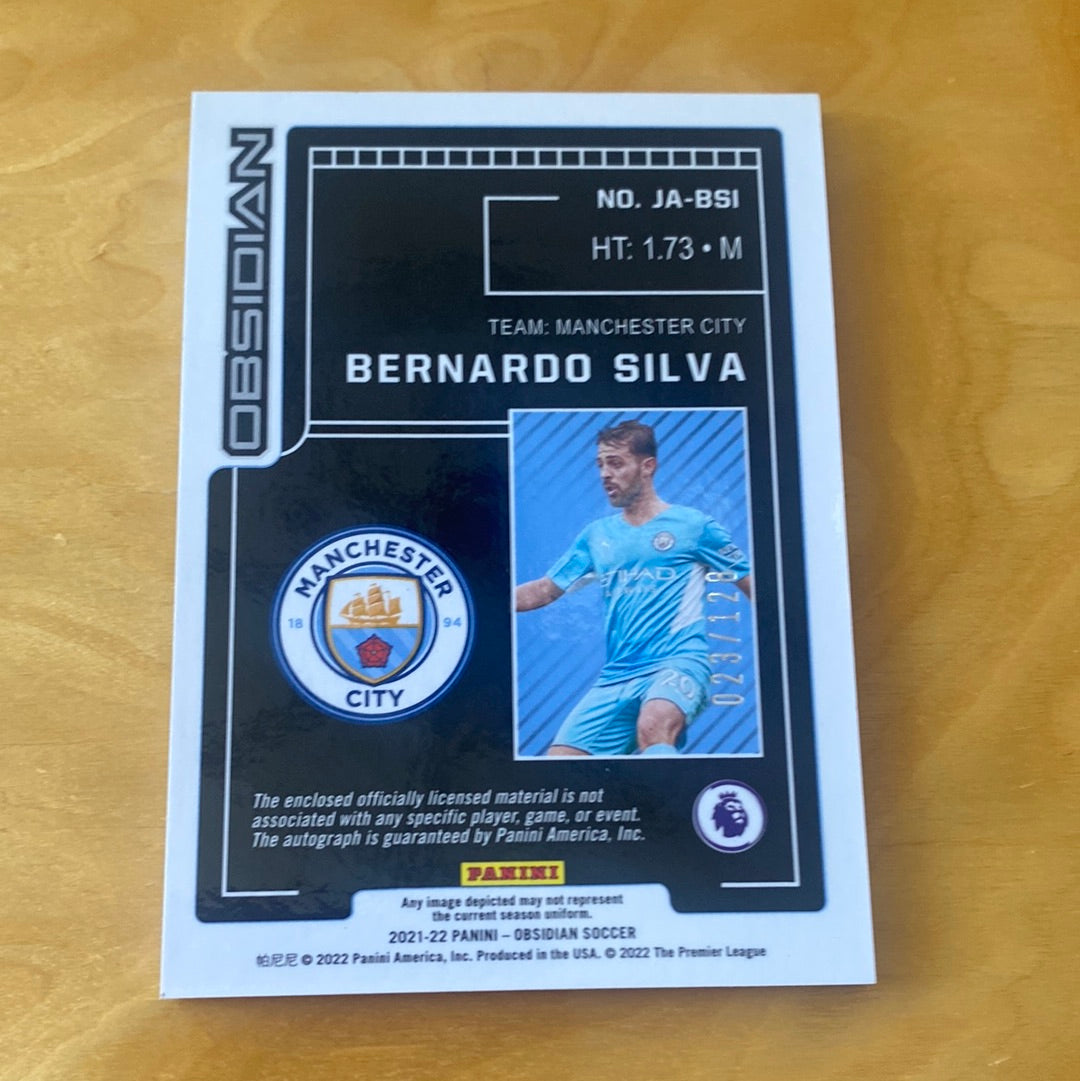 OBSIDIAN
NO. JA-BSI
HT: 1.73 • M
TEAM: MANCHESTER CITY
BERNARDO SILVA
MANCHESTER
18 94
CITY
ETIHAD
20
023/128
The enclosed officially licensed material is not
associated with any specific player, game, or event.
The autograph is guaranteed by Panini America, Inc.
PANINI
Any image depicted may not represent
the current season uniform.
2021-22 PANINI – OBSIDIAN SOCCER
帕尼尼 © 2022 Panini America, Inc. Produced in the USA. © 2022 The Premier League